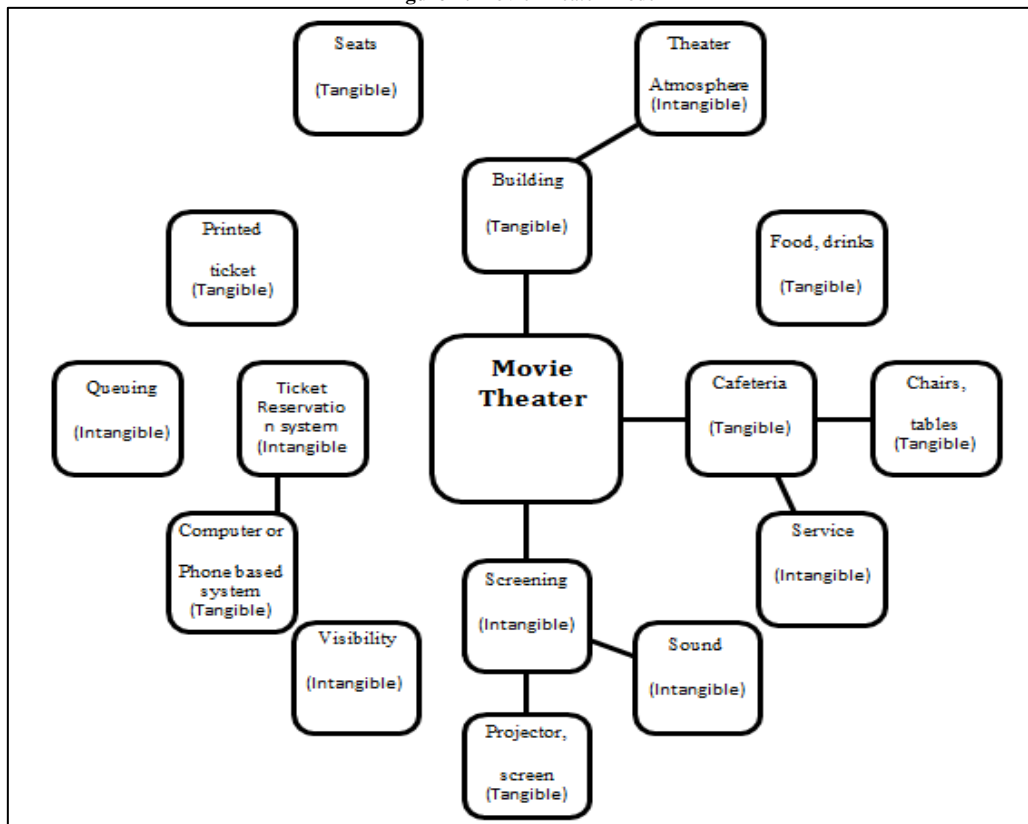 Seats
(Tangible)
Theater
Atmosphere
(Intangible)
Building
(Tangible)
Printed
ticket
(Tangible)
Food, drinks
(Tangible)
Movie
Theater
Queuing
(Intangible)
Ticket
Reservatio
n system
(Intangible
Cafeteria
(Tangible)
Chairs,
tables
(Tangible)
Computer or
Phone based
system
(Tangible)
Screening
(Intangible)
Service
(Intangible)
Visibility
(Intangible)
Sound
(Intangible)
Projector,
screen
(Tangible)